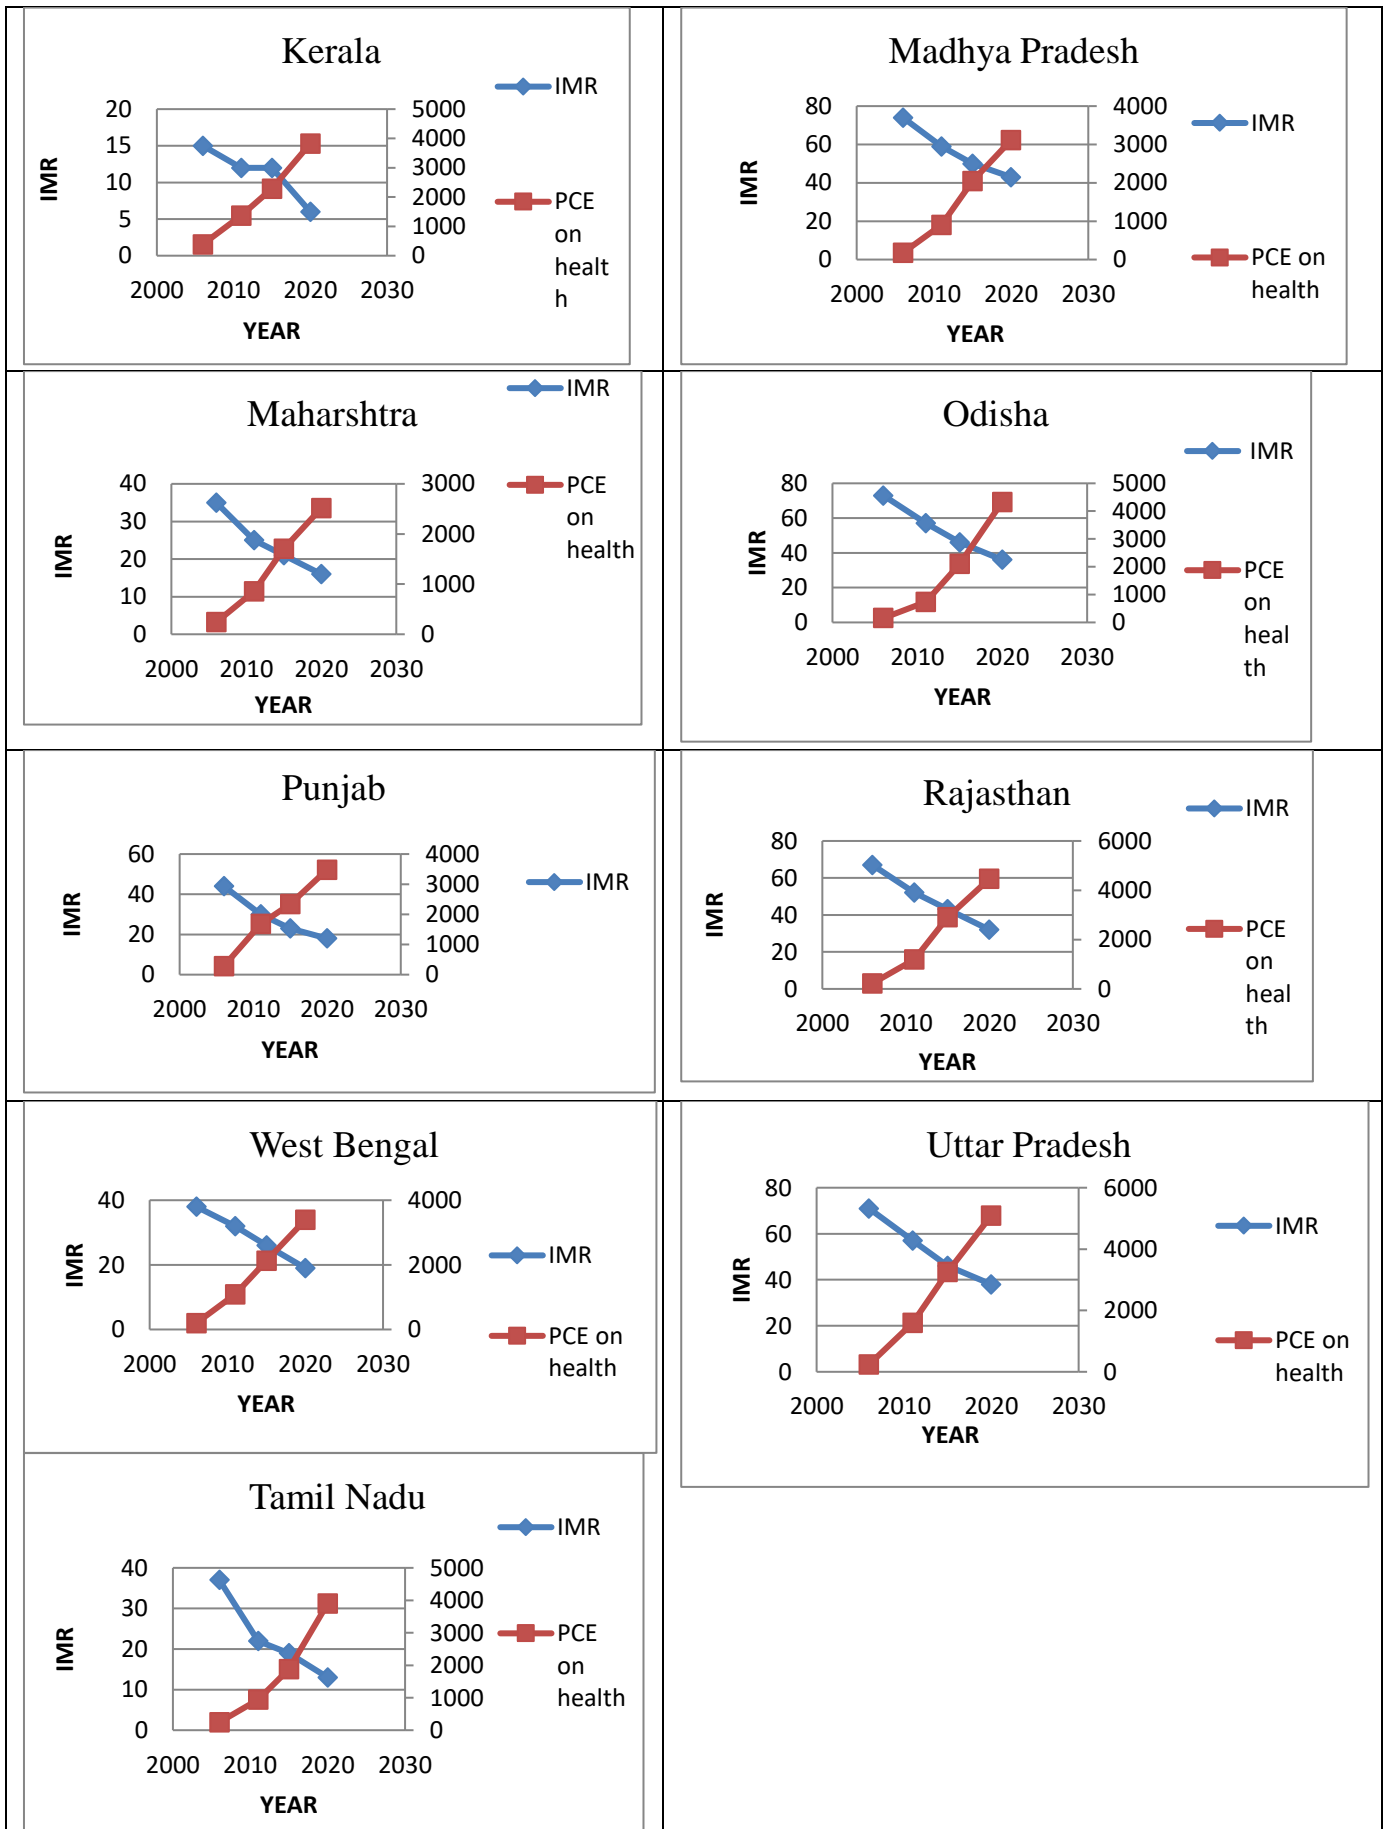 Kerala
IMR
20
15
10
5
0
5000
4000
3000
2000
1000
0
IMR
PCE
on
healt
h
2000 2010 2020 2030
YEAR
Madhya Pradesh
80
60
40
20
0
4000
3000
2000
1000
0
IMR
IMR
PCE on
health
2000 2010 2020 2030
YEAR
IMR
Maharshtra
40
30
20
10
0
3000
2000
1000
0
IMR
PCE
on
health
2000 2010 2020 2030
YEAR
Odisha
IMR
80
60
40
20
0
5000
4000
3000
2000
1000
0
IMR
PCE
on
heal
th
2000 2010 2020 2030
YEAR
Punjab
60
40
20
0
4000
3000
2000
1000
0
IMR
IMR
2000 2010 2020 2030
YEAR
Rajasthan
IMR
80
60
40
20
0
6000
4000
2000
0
IMR
PCE
on
heal
th
2000 2010 2020 2030
YEAR
West Bengal
40
20
0
4000
2000
0
IMR
IMR
PCE on
health
2000 2010 2020 2030
YEAR
Uttar Pradesh
80
60
40
20
0
6000
4000
2000
0
IMR
IMR
PCE on
health
2000 2010 2020 2030
YEAR
Tamil Nadu
IMR
40
30
20
10
0
5000
4000
3000
2000
1000
0
IMR
PCE
on
health
2000 2010 2020 2030
YEAR